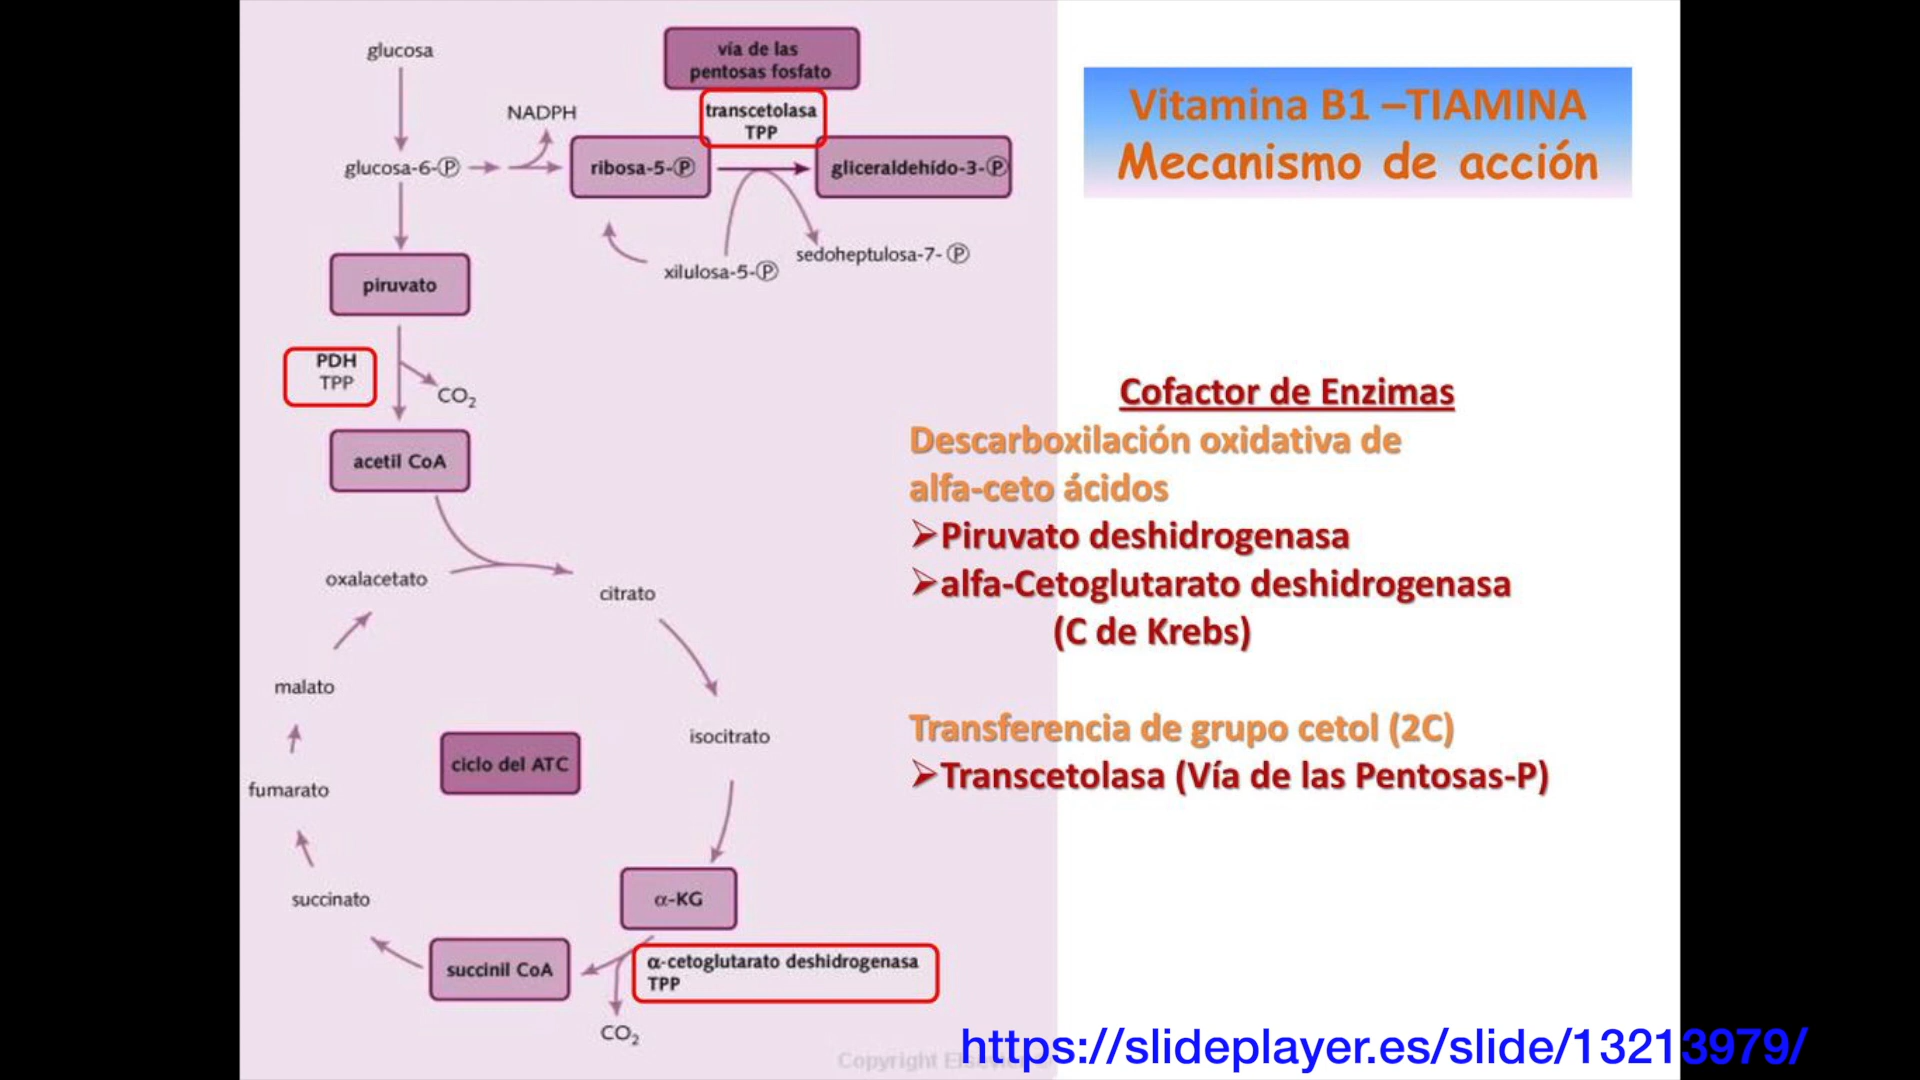 glucosa
vía de las
pentosas fosfato
NADPH
transcetolasa
TPP
glucosa-6-Ⓟ
ribosa-5-Ⓟ
gliceraldehído-3-Ⓟ
xilulosa-5-Ⓟ
sedoheptulosa-7- Ⓟ
piruvato
PDH
TPP
CO₂
acetil CoA
oxalacetato
citrato
malato
isocitrato
ciclo del ATC
fumarato
succinato
α-KG
succinil CoA
α-cetoglutarato deshidrogenasa
TPP
CO₂
Vitamina B1 –TIAMINA
Mecanismo de acción
Cofactor de Enzimas
Descarboxilación oxidativa de
alfa-ceto ácidos
➢Piruvato deshidrogenasa
➢alfa-Cetoglutarato deshidrogenasa
(C de Krebs)
Transferencia de grupo cetol (2C)
➢Transcetolasa (Vía de las Pentosas-P)
Copyright
https://slideplayer.es/slide/13213979/